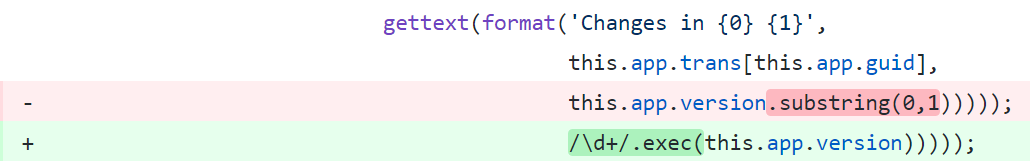 gettext(format('Changes in {0} {1}',
this.app.trans[this.app.guid],
- this.app.version.substring(0,1)))));
+ /\d+/.exec(this.app.version)))));